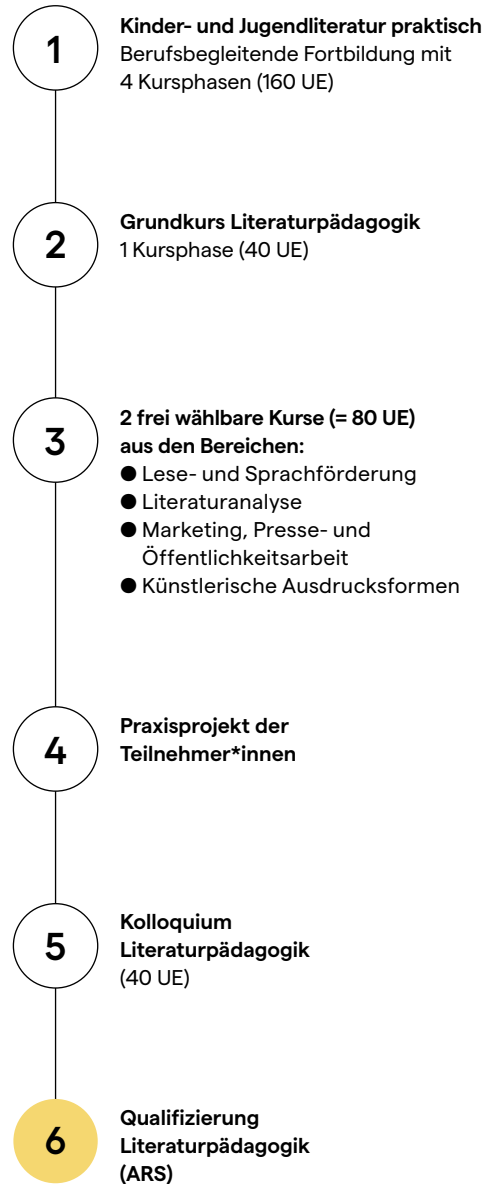 1
Kinder- und Jugendliteratur praktisch
Berufsbegleitende Fortbildung mit
4 Kursphasen (160 UE)
2
Grundkurs Literaturpädagogik
1 Kursphase (40 UE)
3
2 frei wählbare Kurse (= 80 UE)
aus den Bereichen:
● Lese- und Sprachförderung
● Literaturanalyse
● Marketing, Presse- und
Öffentlichkeitsarbeit
● Künstlerische Ausdrucksformen
4
Praxisprojekt der
Teilnehmer*innen
5
Kolloquium
Literaturpädagogik
(40 UE)
6
Qualifizierung
Literaturpädagogik
(ARS)